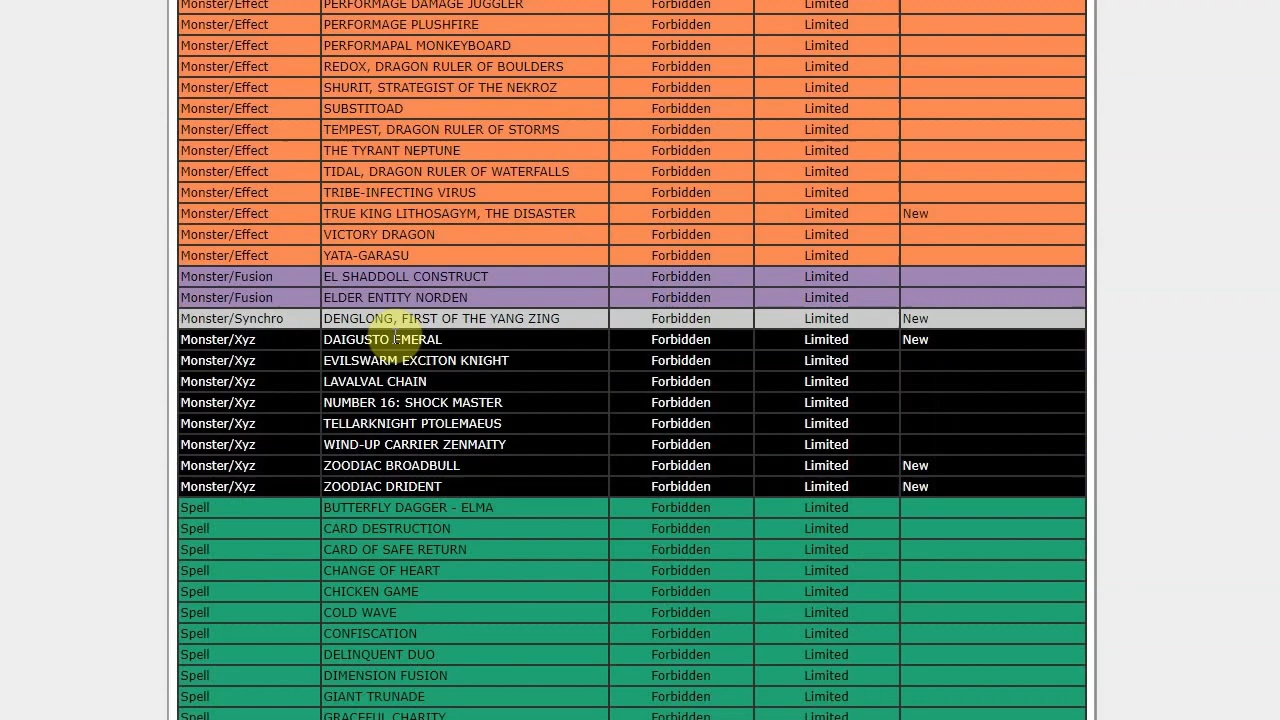 Monster/Effect PERFORMAGE DAMAGE JUGGLER Forbidden Limited
Monster/Effect PERFORMAGE PLUSHFIRE Forbidden Limited
Monster/Effect PERFORMAPAL MONKEYBOARD Forbidden Limited
Monster/Effect REDOX, DRAGON RULER OF BOULDERS Forbidden Limited
Monster/Effect SHURIT, STRATEGIST OF THE NEKROZ Forbidden Limited
Monster/Effect SUBSTITOAD Forbidden Limited
Monster/Effect TEMPEST, DRAGON RULER OF STORMS Forbidden Limited
Monster/Effect THE TYRANT NEPTUNE Forbidden Limited
Monster/Effect TIDAL, DRAGON RULER OF WATERFALLS Forbidden Limited
Monster/Effect TRIBE-INFECTING VIRUS Forbidden Limited
Monster/Effect TRUE KING LITHOSAGYM, THE DISASTER Forbidden Limited New
Monster/Effect VICTORY DRAGON Forbidden Limited
Monster/Effect YATA-GARASU Forbidden Limited
Monster/Fusion EL SHADDOLL CONSTRUCT Forbidden Limited
Monster/Fusion ELDER ENTITY NORDEN Forbidden Limited
Monster/Synchro DENGLONG, FIRST OF THE YANG ZING Forbidden Limited New
Monster/Xyz DAIGUSTO EMERAL Forbidden Limited New
Monster/Xyz EVILSWARM EXCITON KNIGHT Forbidden Limited
Monster/Xyz LAVALVAL CHAIN Forbidden Limited
Monster/Xyz NUMBER 16: SHOCK MASTER Forbidden Limited
Monster/Xyz TELLARKNIGHT PTOLEMAEUS Forbidden Limited
Monster/Xyz WIND-UP CARRIER ZENMAITY Forbidden Limited
Monster/Xyz ZOODIAC BROADBULL Forbidden Limited New
Monster/Xyz ZOODIAC DRIDENT Forbidden Limited New
Spell BUTTERFLY DAGGER - ELMA Forbidden Limited
Spell CARD DESTRUCTION Forbidden Limited
Spell CARD OF SAFE RETURN Forbidden Limited
Spell CHANGE OF HEART Forbidden Limited
Spell CHICKEN GAME Forbidden Limited
Spell COLD WAVE Forbidden Limited
Spell CONFISCATION Forbidden Limited
Spell DELINQUENT DUO Forbidden Limited
Spell DIMENSION FUSION Forbidden Limited
Spell GIANT TRUNADE Forbidden Limited
Spell GRACEFUL CHARITY Forbidden Limited